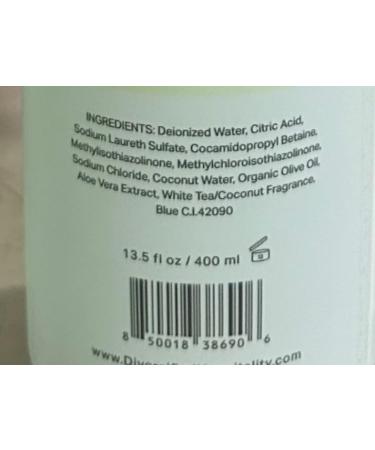 INGREDIENTS: Deionized Water, Citric Acid,
Sodium Laureth Sulfate, Cocamidopropyl Betaine,
Methylisothiazolinone, Methylchloroisothiazolinone,
Sodium Chloride, Coconut Water, Organic Olive Oil,
Aloe Vera Extract, White Tea/Coconut Fragrance,
Blue C.I.42090
13.5 fl oz / 400 ml
8 50018 38690 6